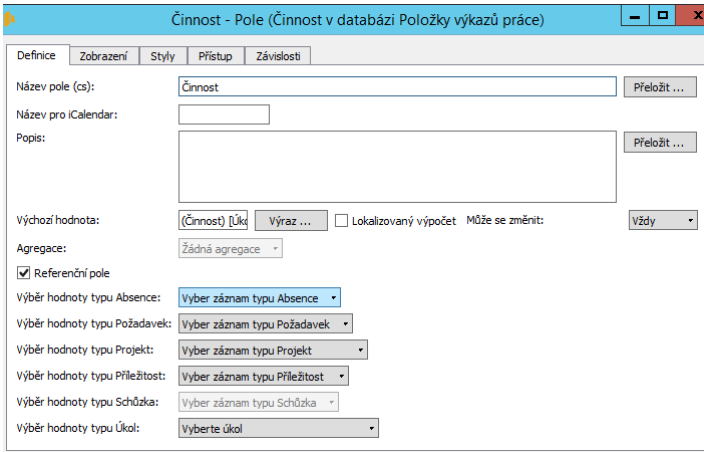 Činnost - Pole (Činnost v databázi Položky výkazů práce)
Definice Zobrazení Styly Přístup Závislosti
Název pole (cs): Činnost Přeložit ...
Název pro iCalendar:
Popis: Přeložit ...
Výchozí hodnota: (Činnost) [Úko Výraz ... Lokalizovaný výpočet Může se změnit: Vždy
Agregace: Žádná agregace
Referenční pole
Výběr hodnoty typu Absence: Vyber záznam typu Absence
Výběr hodnoty typu Požadavek: Vyber záznam typu Požadavek
Výběr hodnoty typu Projekt: Vyber záznam typu Projekt
Výběr hodnoty typu Příležitost: Vyber záznam typu Příležitost
Výběr hodnoty typu Schůzka: Vyber záznam typu Schůzka
Výběr hodnoty typu Úkol: Vyberte úkol